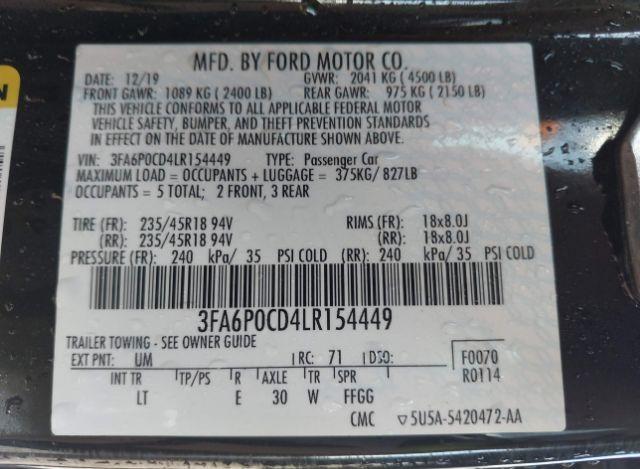 MFD. BY FORD MOTOR CO.
DATE: 12/19 GVWR: 2041 KG ( 4500 LB)
FRONT GAWR: 1089 KG ( 2400 LB) REAR GAWR: 975 KG ( 2150 LB)
THIS VEHICLE CONFORMS TO ALL APPLICABLE FEDERAL MOTOR
VEHICLE SAFETY, BUMPER, AND THEFT PREVENTION STANDARDS
IN EFFECT ON THE DATE OF MANUFACTURE SHOWN ABOVE.
VIN: 3FA6P0CD4LR154449 TYPE: Passenger Car
MAXIMUM LOAD = OCCUPANTS + LUGGAGE = 375KG/ 827LB
OCCUPANTS = 5 TOTAL; 2 FRONT, 3 REAR
TIRE (FR): 235/45R18 94V RIMS (FR): 18x8.0J
(RR): 235/45R18 94V (RR): 18x8.0J
PRESSURE (FR): 240 kPa/ 35 PSI COLD (RR): 240 kPa/ 35 PSI COLD
3FA6P0CD4LR154449
TRAILER TOWING - SEE OWNER GUIDE
EXT PNT: UM RC: 71 DSO: F0070
R0114
INT TR TP/PS R AXLE TR SPR
LT E 30 W FFGG
CMC ▽5U5A-5420472-AA